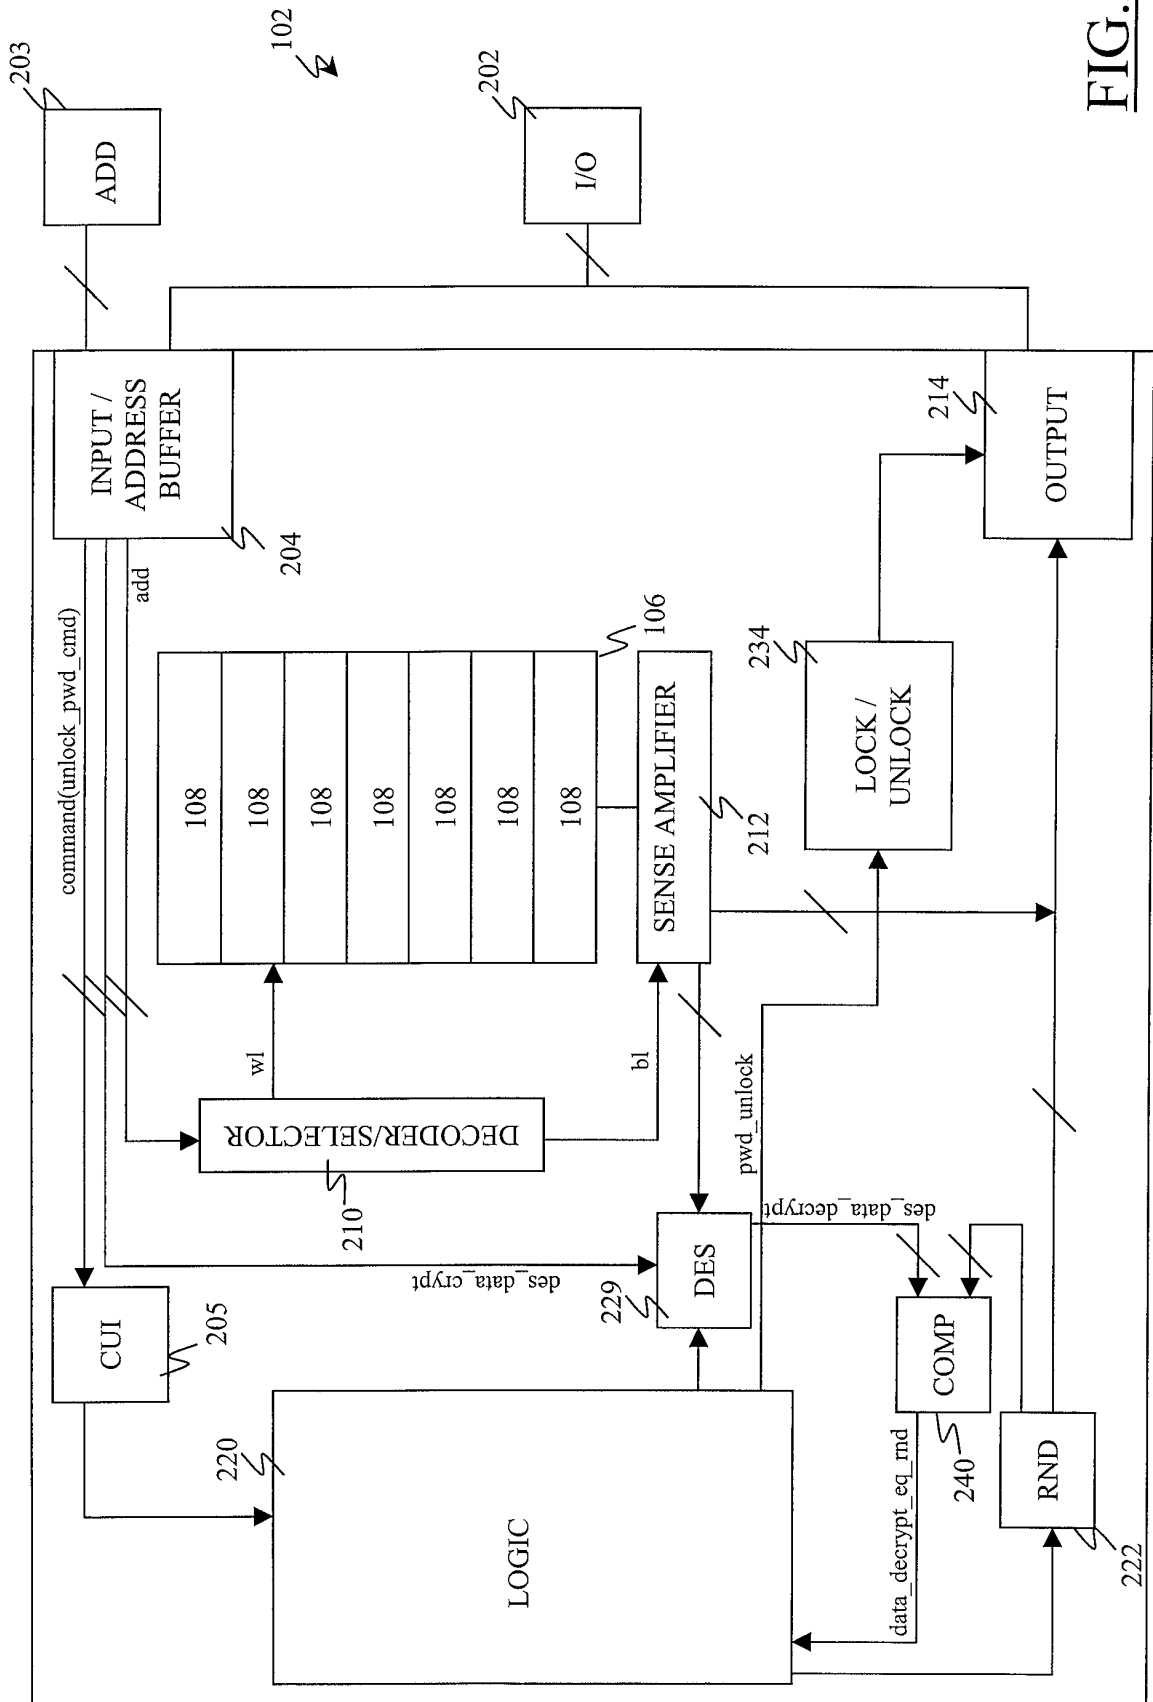 FIG.
102
203
ADD
202
I/O
INPUT /
ADDRESS
BUFFER
204
command(unlock_pwd_cmd)
add
214
OUTPUT
108
108
108
108
108
108
108
106
SENSE AMPLIFIER
212
234
LOCK /
UNLOCK
wl
bl
DECODER/SELECTOR
210
pwd_unlock
des_data_crypt
des_data_decrypt
CUI
205
229
DES
COMP
240
RND
222
220
LOGIC
data_decrypt_eq_rnd